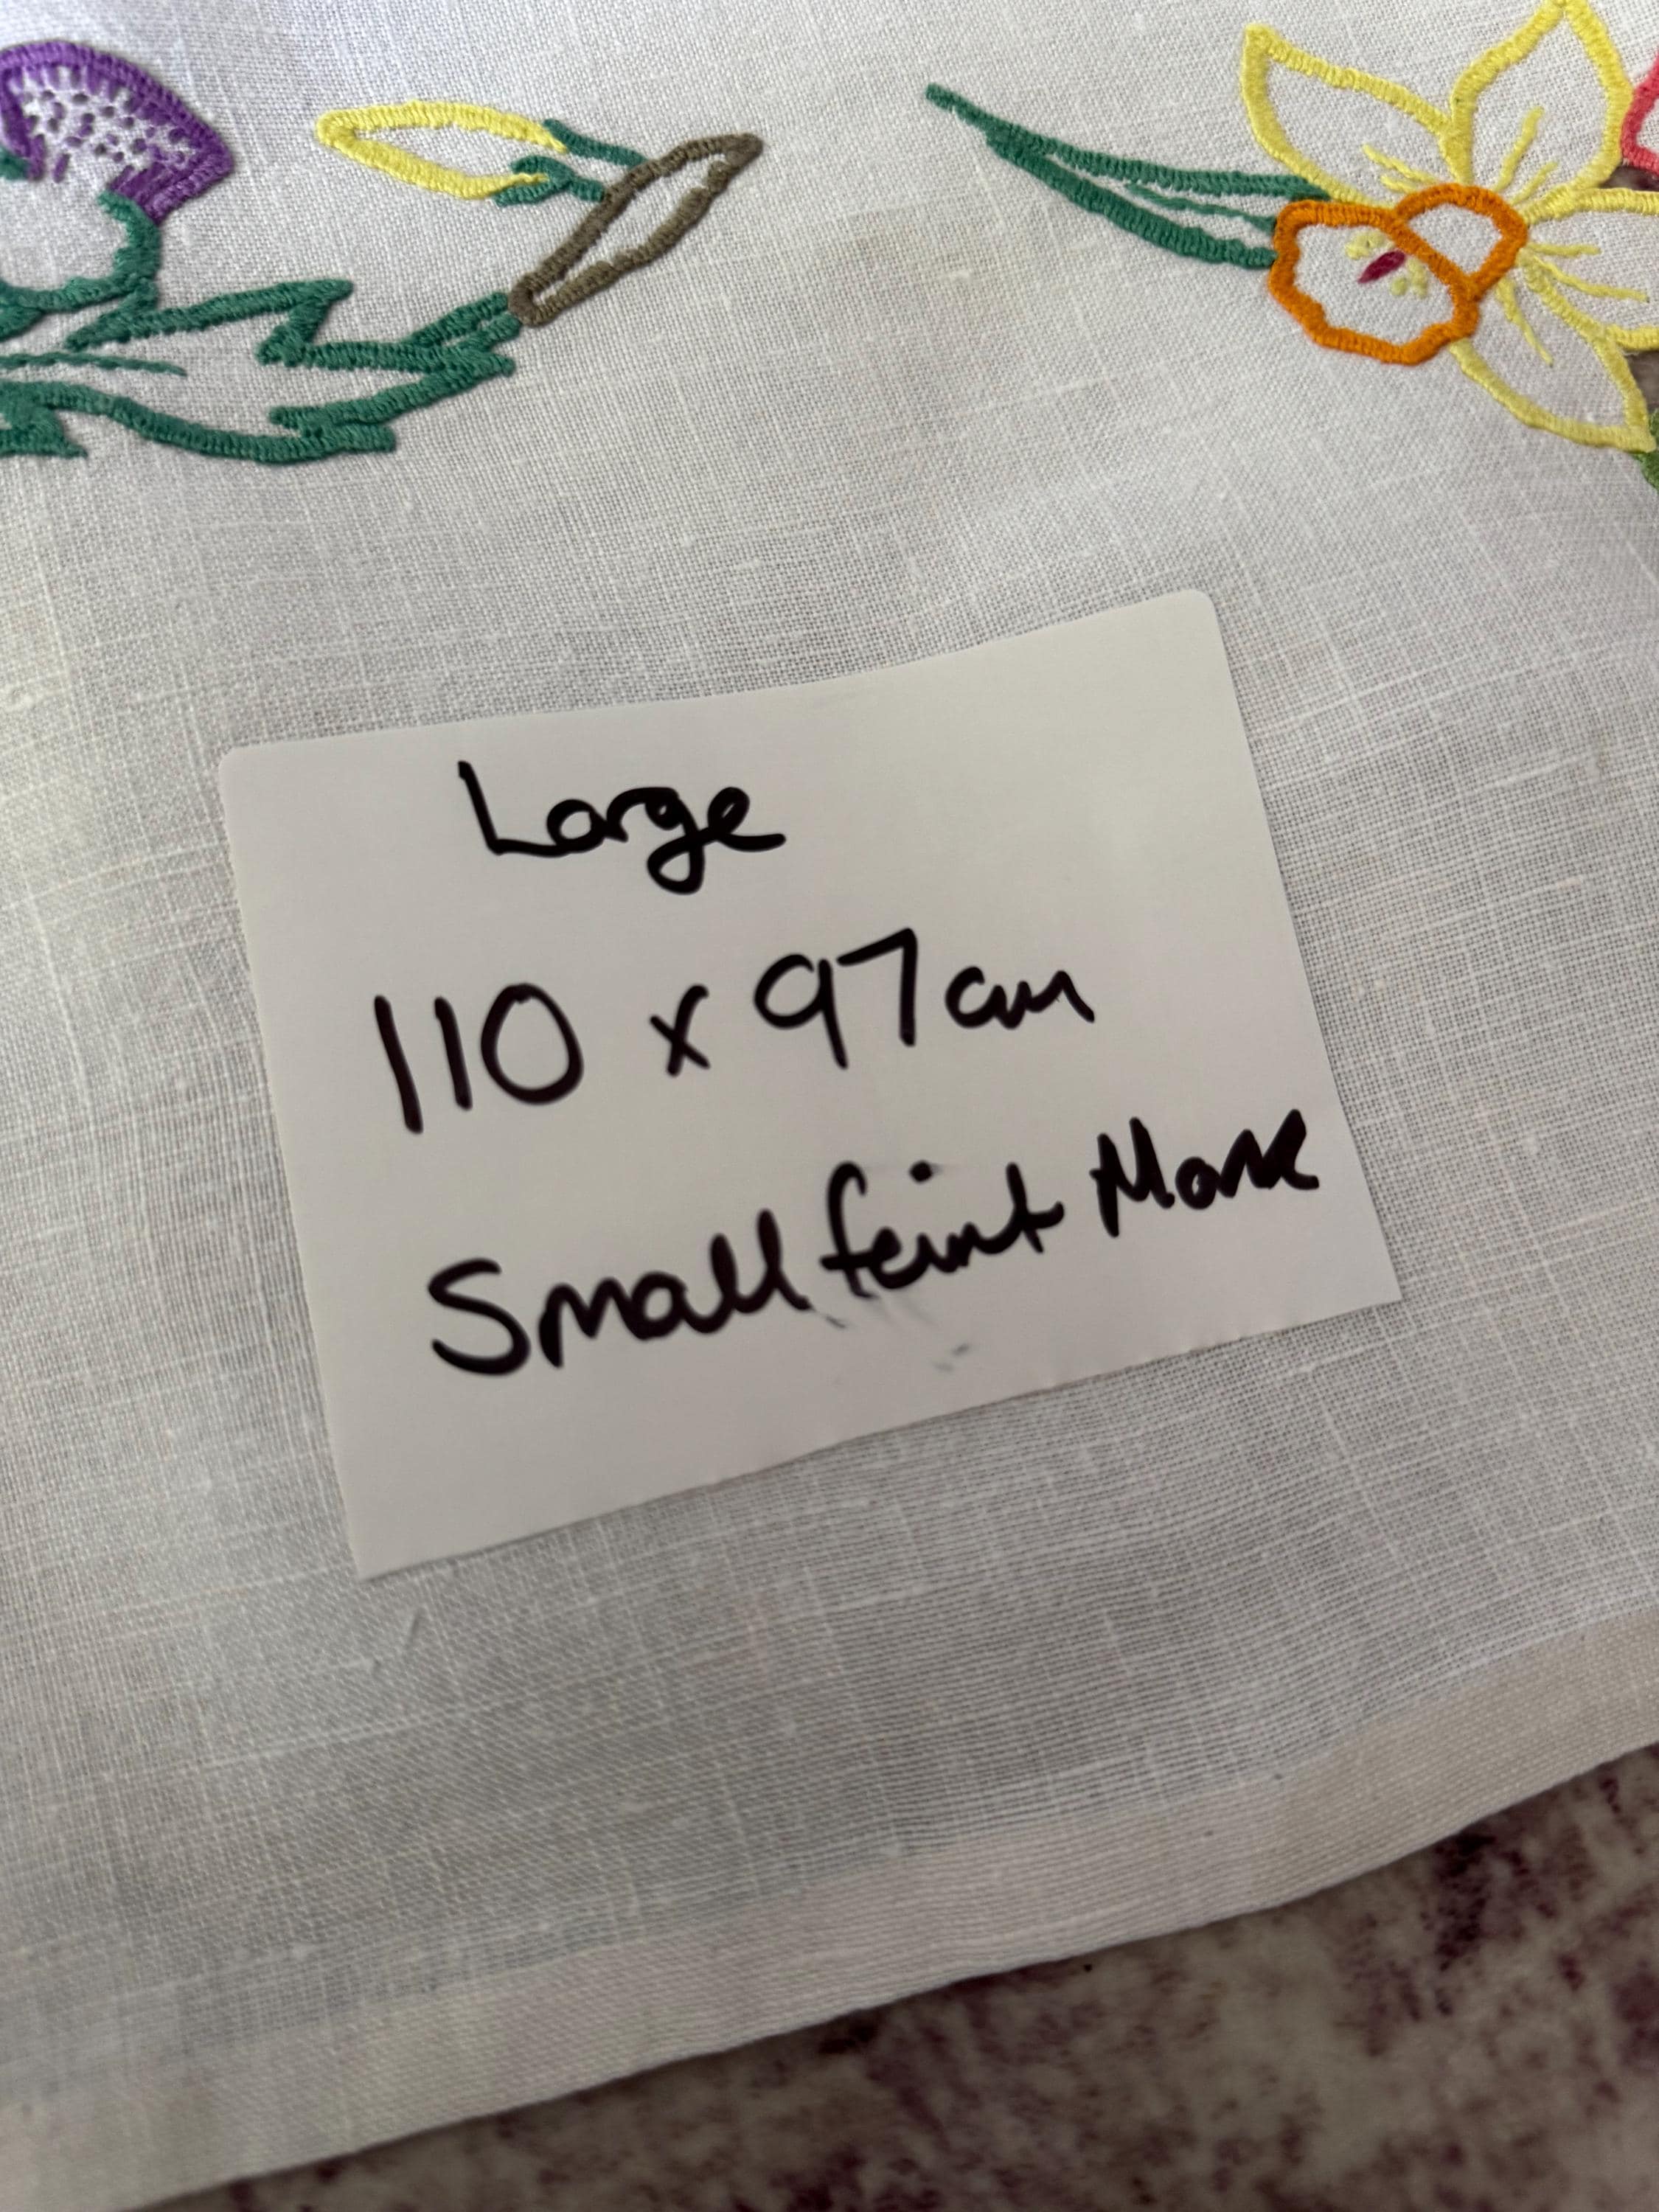 Large
110 x 97cm
Small feint Mark